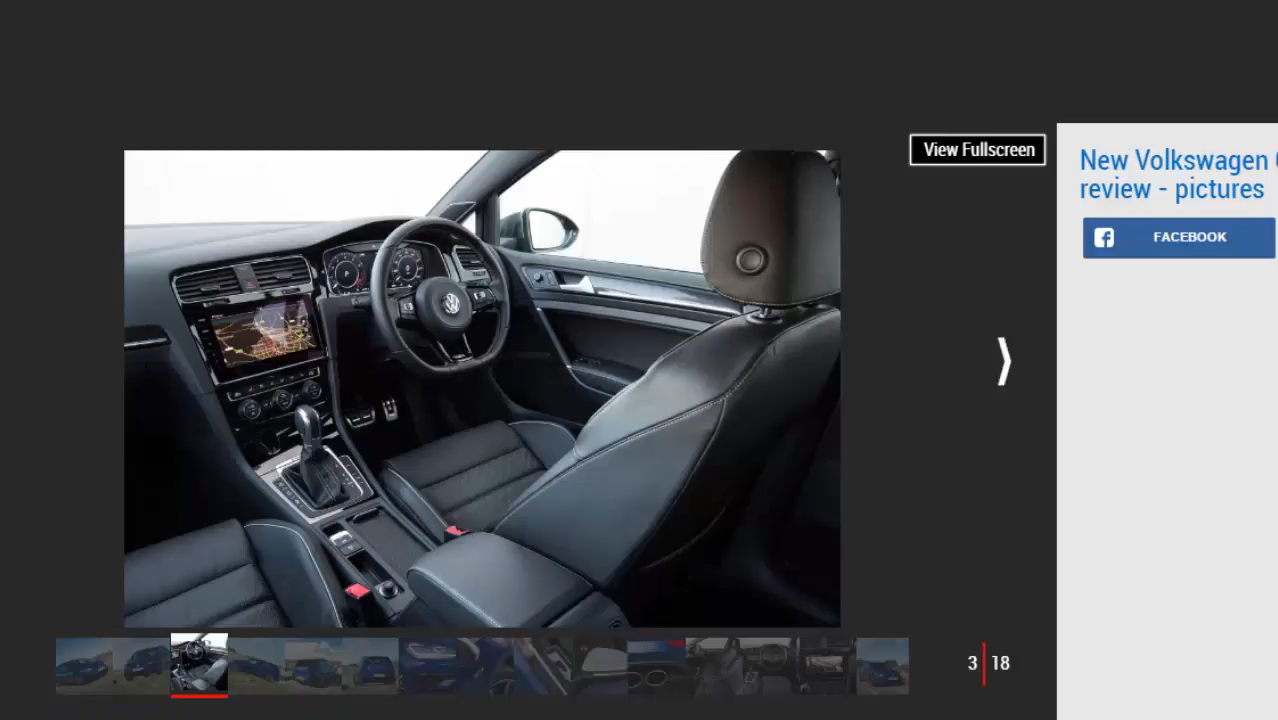 View Fullscreen
New Volkswagen
review - pictures
FACEBOOK
3 18